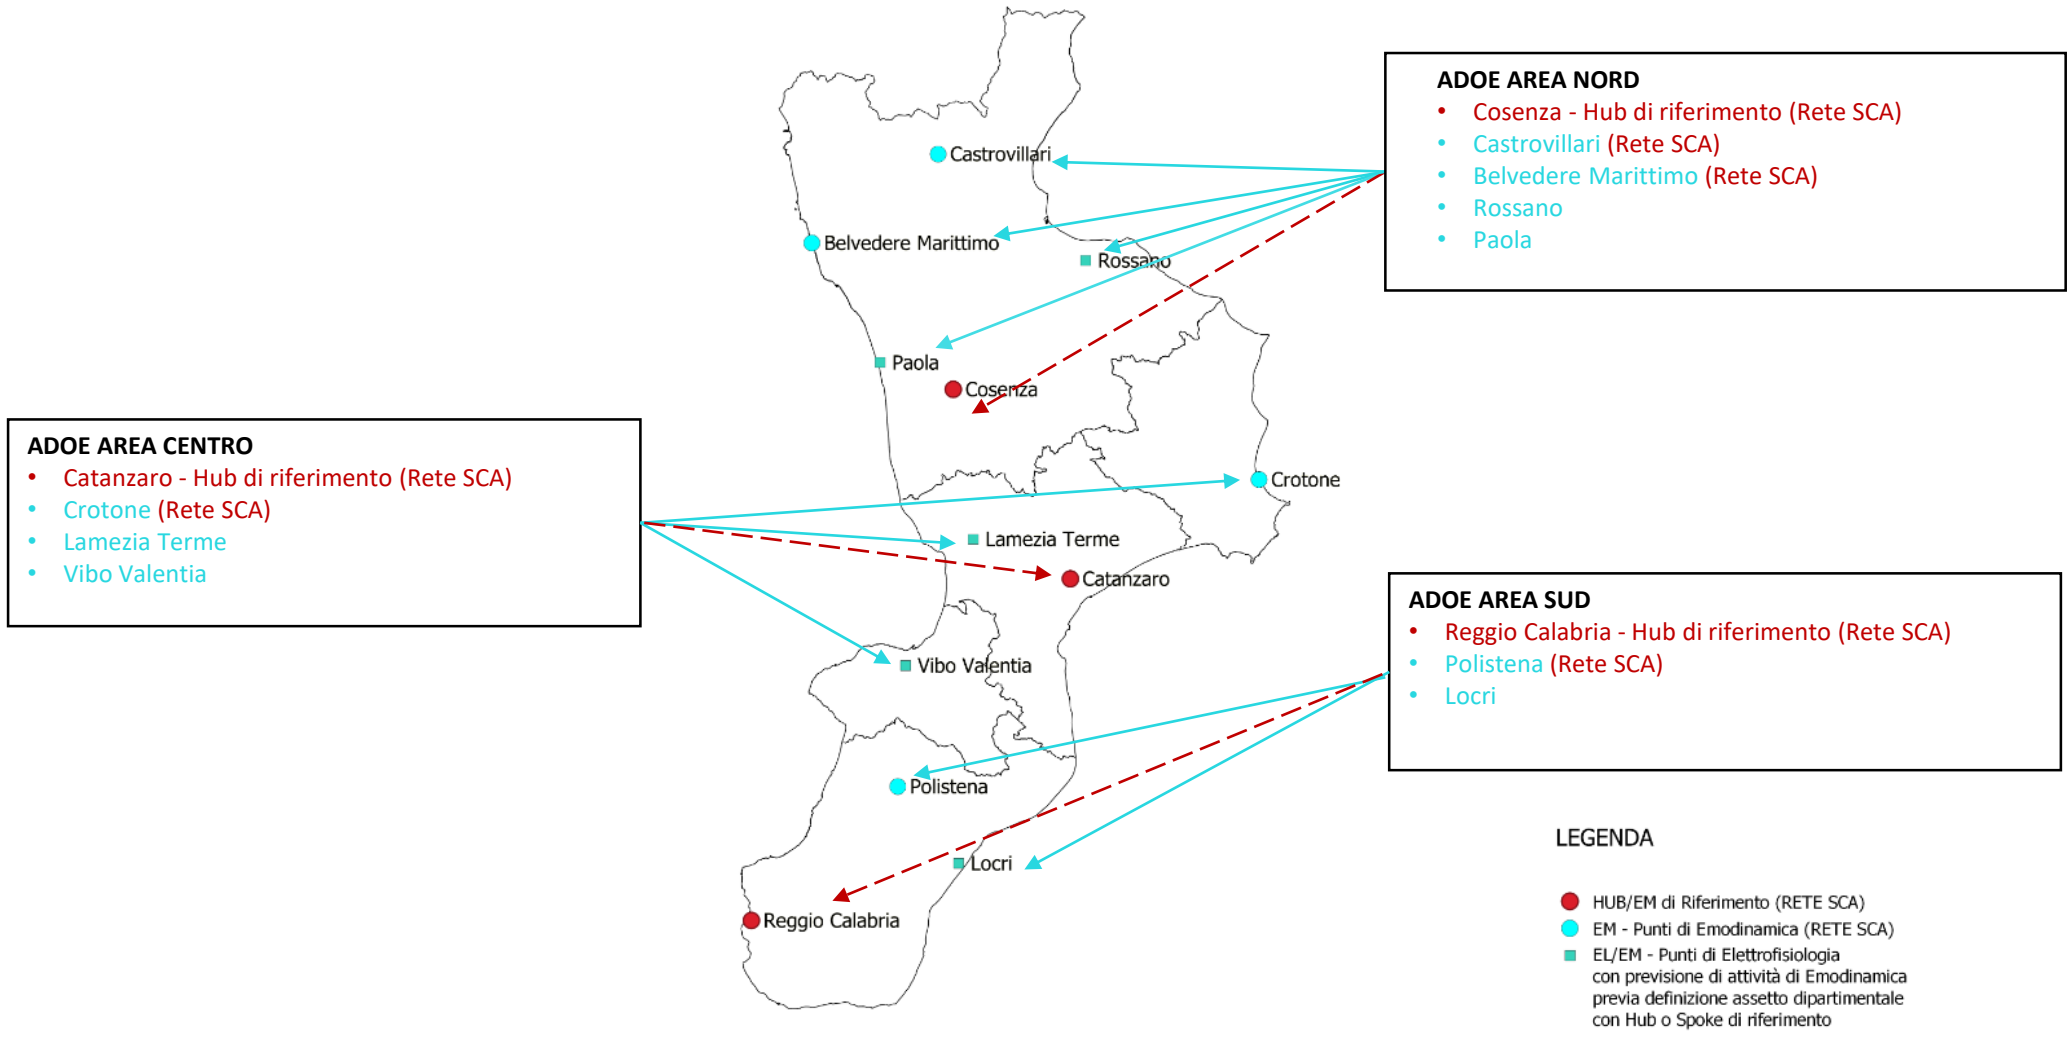 ADOE AREA NORD
• Cosenza - Hub di riferimento (Rete SCA)
• Castrovillari (Rete SCA)
• Belvedere Marittimo (Rete SCA)
• Rossano
• Paola
Castrovillari
Belvedere Marittimo
Rossano
Paola
Cosenza
ADOE AREA CENTRO
• Catanzaro - Hub di riferimento (Rete SCA)
• Crotone (Rete SCA)
• Lamezia Terme
• Vibo Valentia
Crotone
Lamezia Terme
Catanzaro
Vibo Valentia
ADOE AREA SUD
• Reggio Calabria - Hub di riferimento (Rete SCA)
• Polistena (Rete SCA)
• Locri
Polistena
Locri
Reggio Calabria
LEGENDA
HUB/EM di Riferimento (RETE SCA)
EM - Punti di Emodinamica (RETE SCA)
EL/EM - Punti di Elettrofisiologia
con previsione di attività di Emodinamica
previa definizione assetto dipartimentale
con Hub o Spoke di riferimento